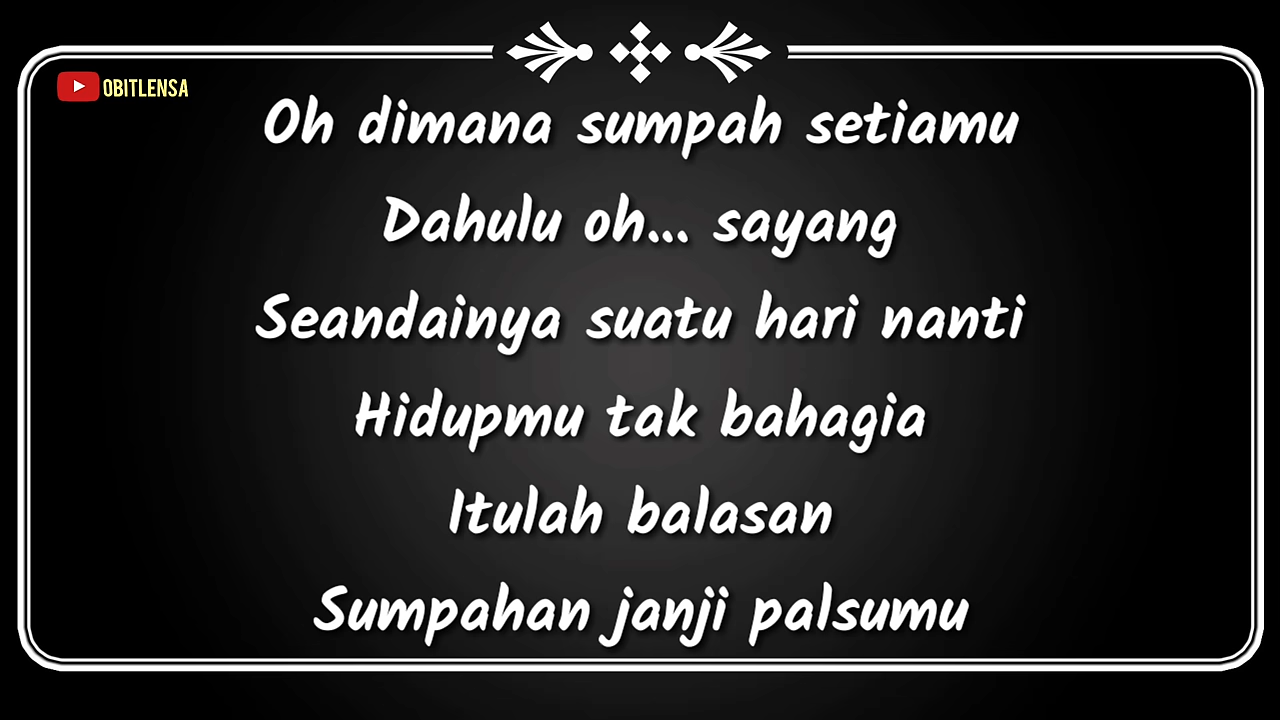 OBITLENSA
Oh dimana sumpah setiamu
Dahulu oh... sayang
Seandainya suatu hari nanti
Hidupmu tak bahagia
Itulah balasan
Sumpahan janji palsumu